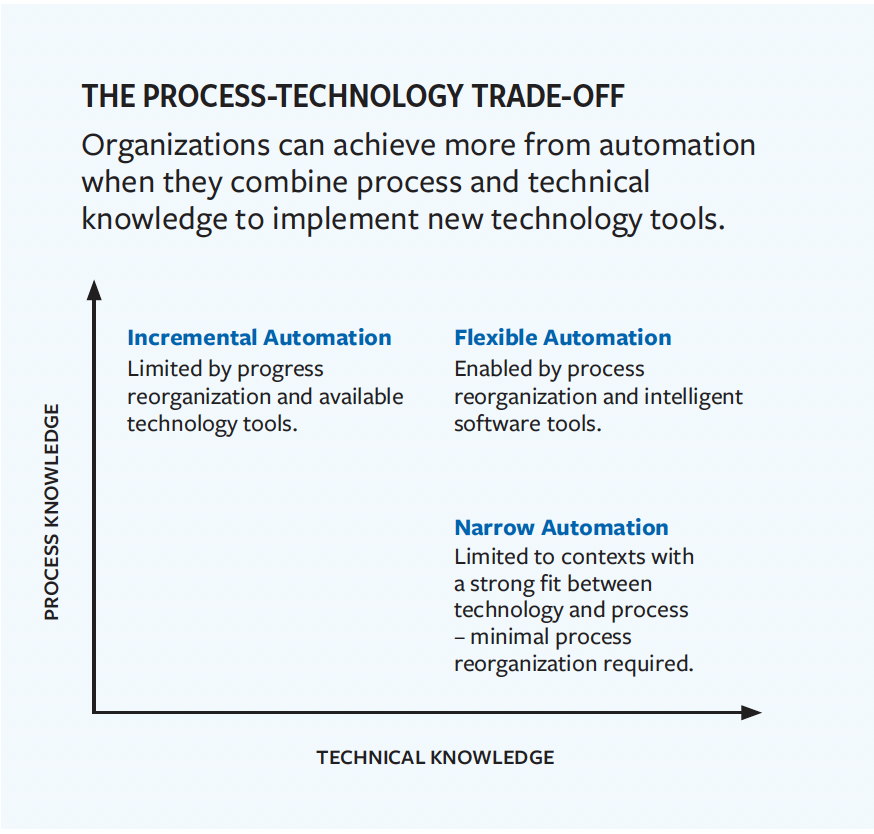 THE PROCESS-TECHNOLOGY TRADE-OFF
Organizations can achieve more from automation
when they combine process and technical
knowledge to implement new technology tools.
Incremental Automation
Limited by progress
reorganization and available
technology tools.
Flexible Automation
Enabled by process
reorganization and intelligent
software tools.
Narrow Automation
Limited to contexts with
a strong fit between
technology and process
– minimal process
reorganization required.
PROCESS KNOWLEDGE
TECHNICAL KNOWLEDGE